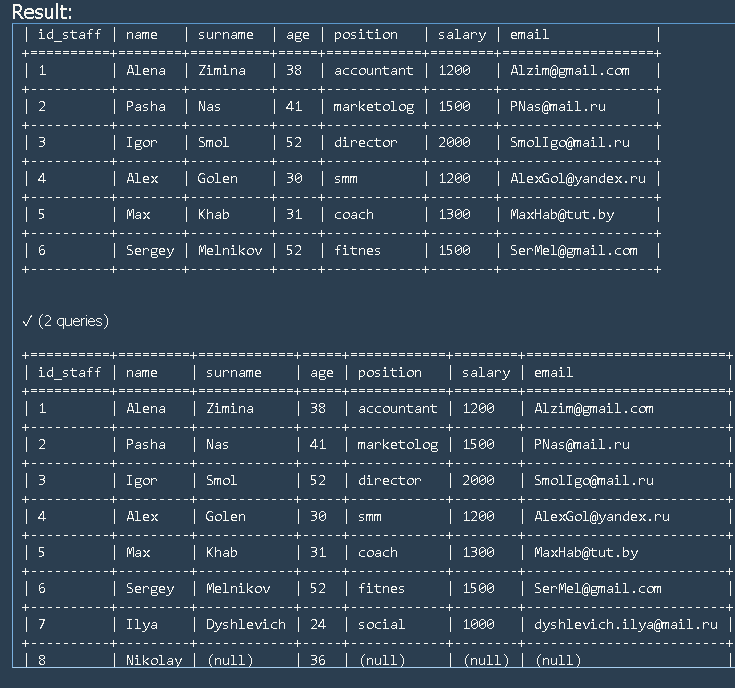 Result:
| id_staff | name | surname | age | position | salary | email |
+==========+========+==========+=====+============+========+===================+
| 1 | Alena | Zimina | 38 | accountant | 1200 | Alzim@gmail.com |
+----------+--------+----------+-----+------------+--------+-------------------+
| 2 | Pasha | Nas | 41 | marketolog | 1500 | PNas@mail.ru |
+----------+--------+----------+-----+------------+--------+-------------------+
| 3 | Igor | Smol | 52 | director | 2000 | SmolIgo@mail.ru |
+----------+--------+----------+-----+------------+--------+-------------------+
| 4 | Alex | Golen | 30 | smm | 1200 | AlexGol@yandex.ru |
+----------+--------+----------+-----+------------+--------+-------------------+
| 5 | Max | Khab | 31 | coach | 1300 | MaxHab@tut.by |
+----------+--------+----------+-----+------------+--------+-------------------+
| 6 | Sergey | Melnikov | 52 | fitnes | 1500 | SerMel@gmail.com |
+----------+--------+----------+-----+------------+--------+-------------------+
✓ (2 queries)
+==========+=========+============+=====+============+========+=========================+
| id_staff | name | surname | age | position | salary | email |
+==========+=========+============+=====+============+========+=========================+
| 1 | Alena | Zimina | 38 | accountant | 1200 | Alzim@gmail.com |
+----------+---------+------------+-----+------------+--------+-------------------------+
| 2 | Pasha | Nas | 41 | marketolog | 1500 | PNas@mail.ru |
+----------+---------+------------+-----+------------+--------+-------------------------+
| 3 | Igor | Smol | 52 | director | 2000 | SmolIgo@mail.ru |
+----------+---------+------------+-----+------------+--------+-------------------------+
| 4 | Alex | Golen | 30 | smm | 1200 | AlexGol@yandex.ru |
+----------+---------+------------+-----+------------+--------+-------------------------+
| 5 | Max | Khab | 31 | coach | 1300 | MaxHab@tut.by |
+----------+---------+------------+-----+------------+--------+-------------------------+
| 6 | Sergey | Melnikov | 52 | fitnes | 1500 | SerMel@gmail.com |
+----------+---------+------------+-----+------------+--------+-------------------------+
| 7 | Ilya | Dyshlevich | 24 | social | 1000 | dyshlevich.ilya@mail.ru |
+----------+---------+------------+-----+------------+--------+-------------------------+
| 8 | Nikolay | (null) | 36 | (null) | (null) | (null) |